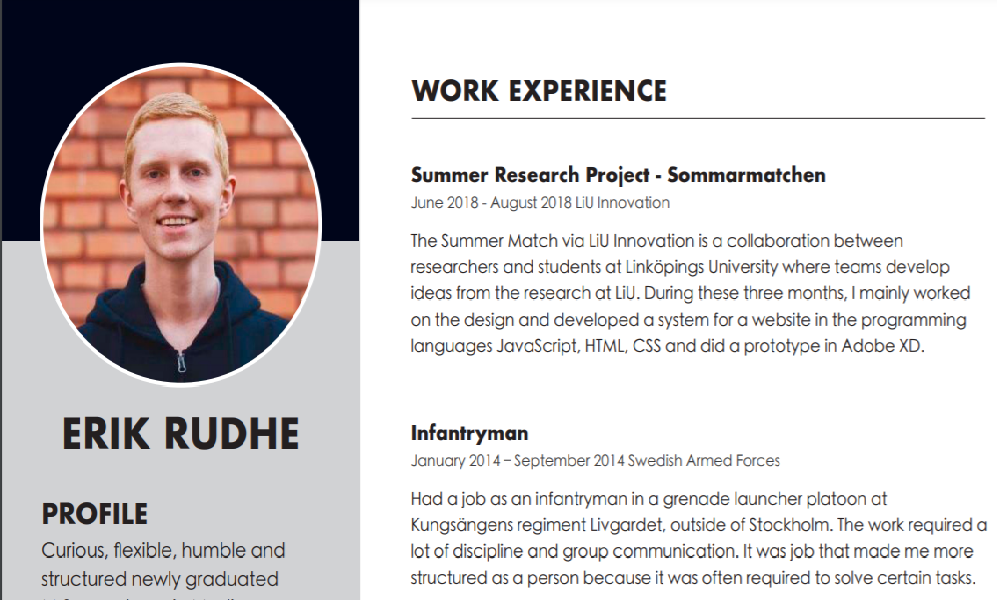 WORK EXPERIENCE
Summer Research Project - Sommarmatchen
June 2018 - August 2018 LiU Innovation
The Summer Match via LiU Innovation is a collaboration between
researchers and students at Linköpings University where teams develop
ideas from the research at LiU. During these three months, I mainly worked
on the design and developed a system for a website in the programming
languages JavaScript, HTML, CSS and did a prototype in Adobe XD.
Infantryman
January 2014 – September 2014 Swedish Armed Forces
Had a job as an infantryman in a grenade launcher platoon at
Kungsängens regiment Livgardet, outside of Stockholm. The work required a
lot of discipline and group communication. It was job that made me more
structured as a person because it was often required to solve certain tasks.
ERIK RUDHE
PROFILE
Curious, flexible, humble and
structured newly graduated